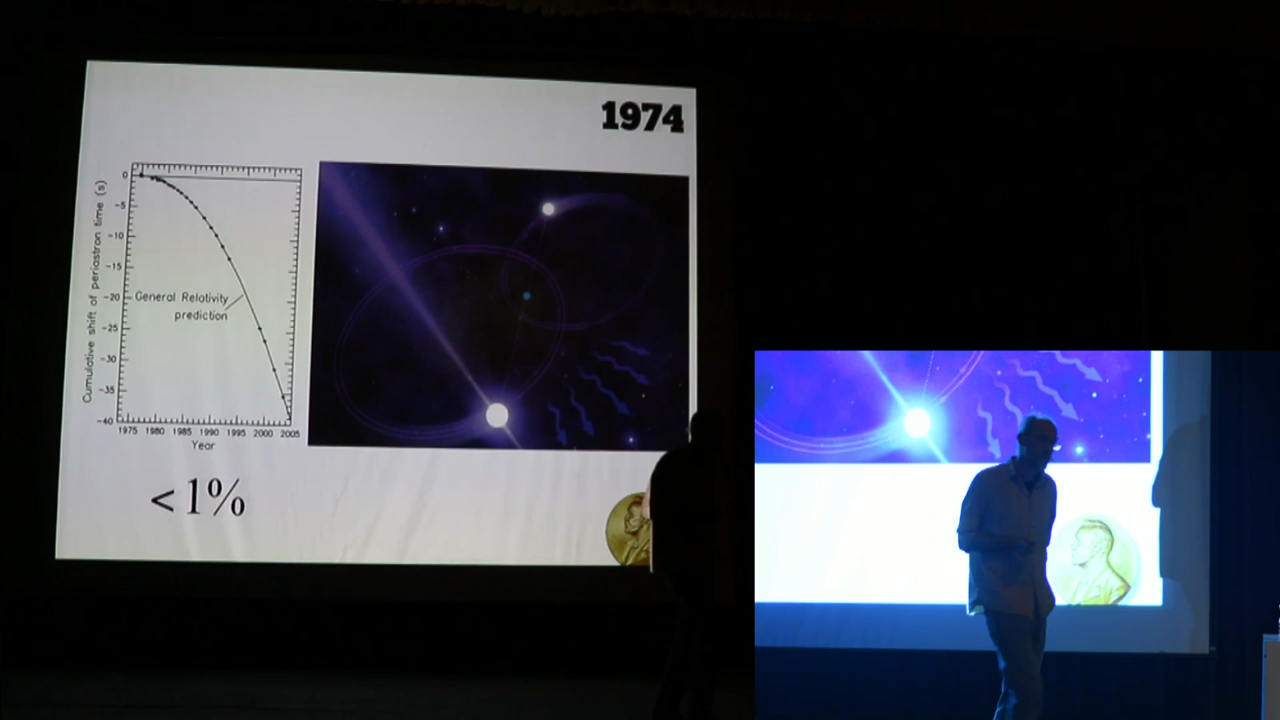 1974
Cumulative shift of periastron time (s)
0
−5
−10
−15
−20
−25
−30
−35
−40
General Relativity
prediction
1975 1980 1985 1990 1995 2000 2005
Year
< 1%